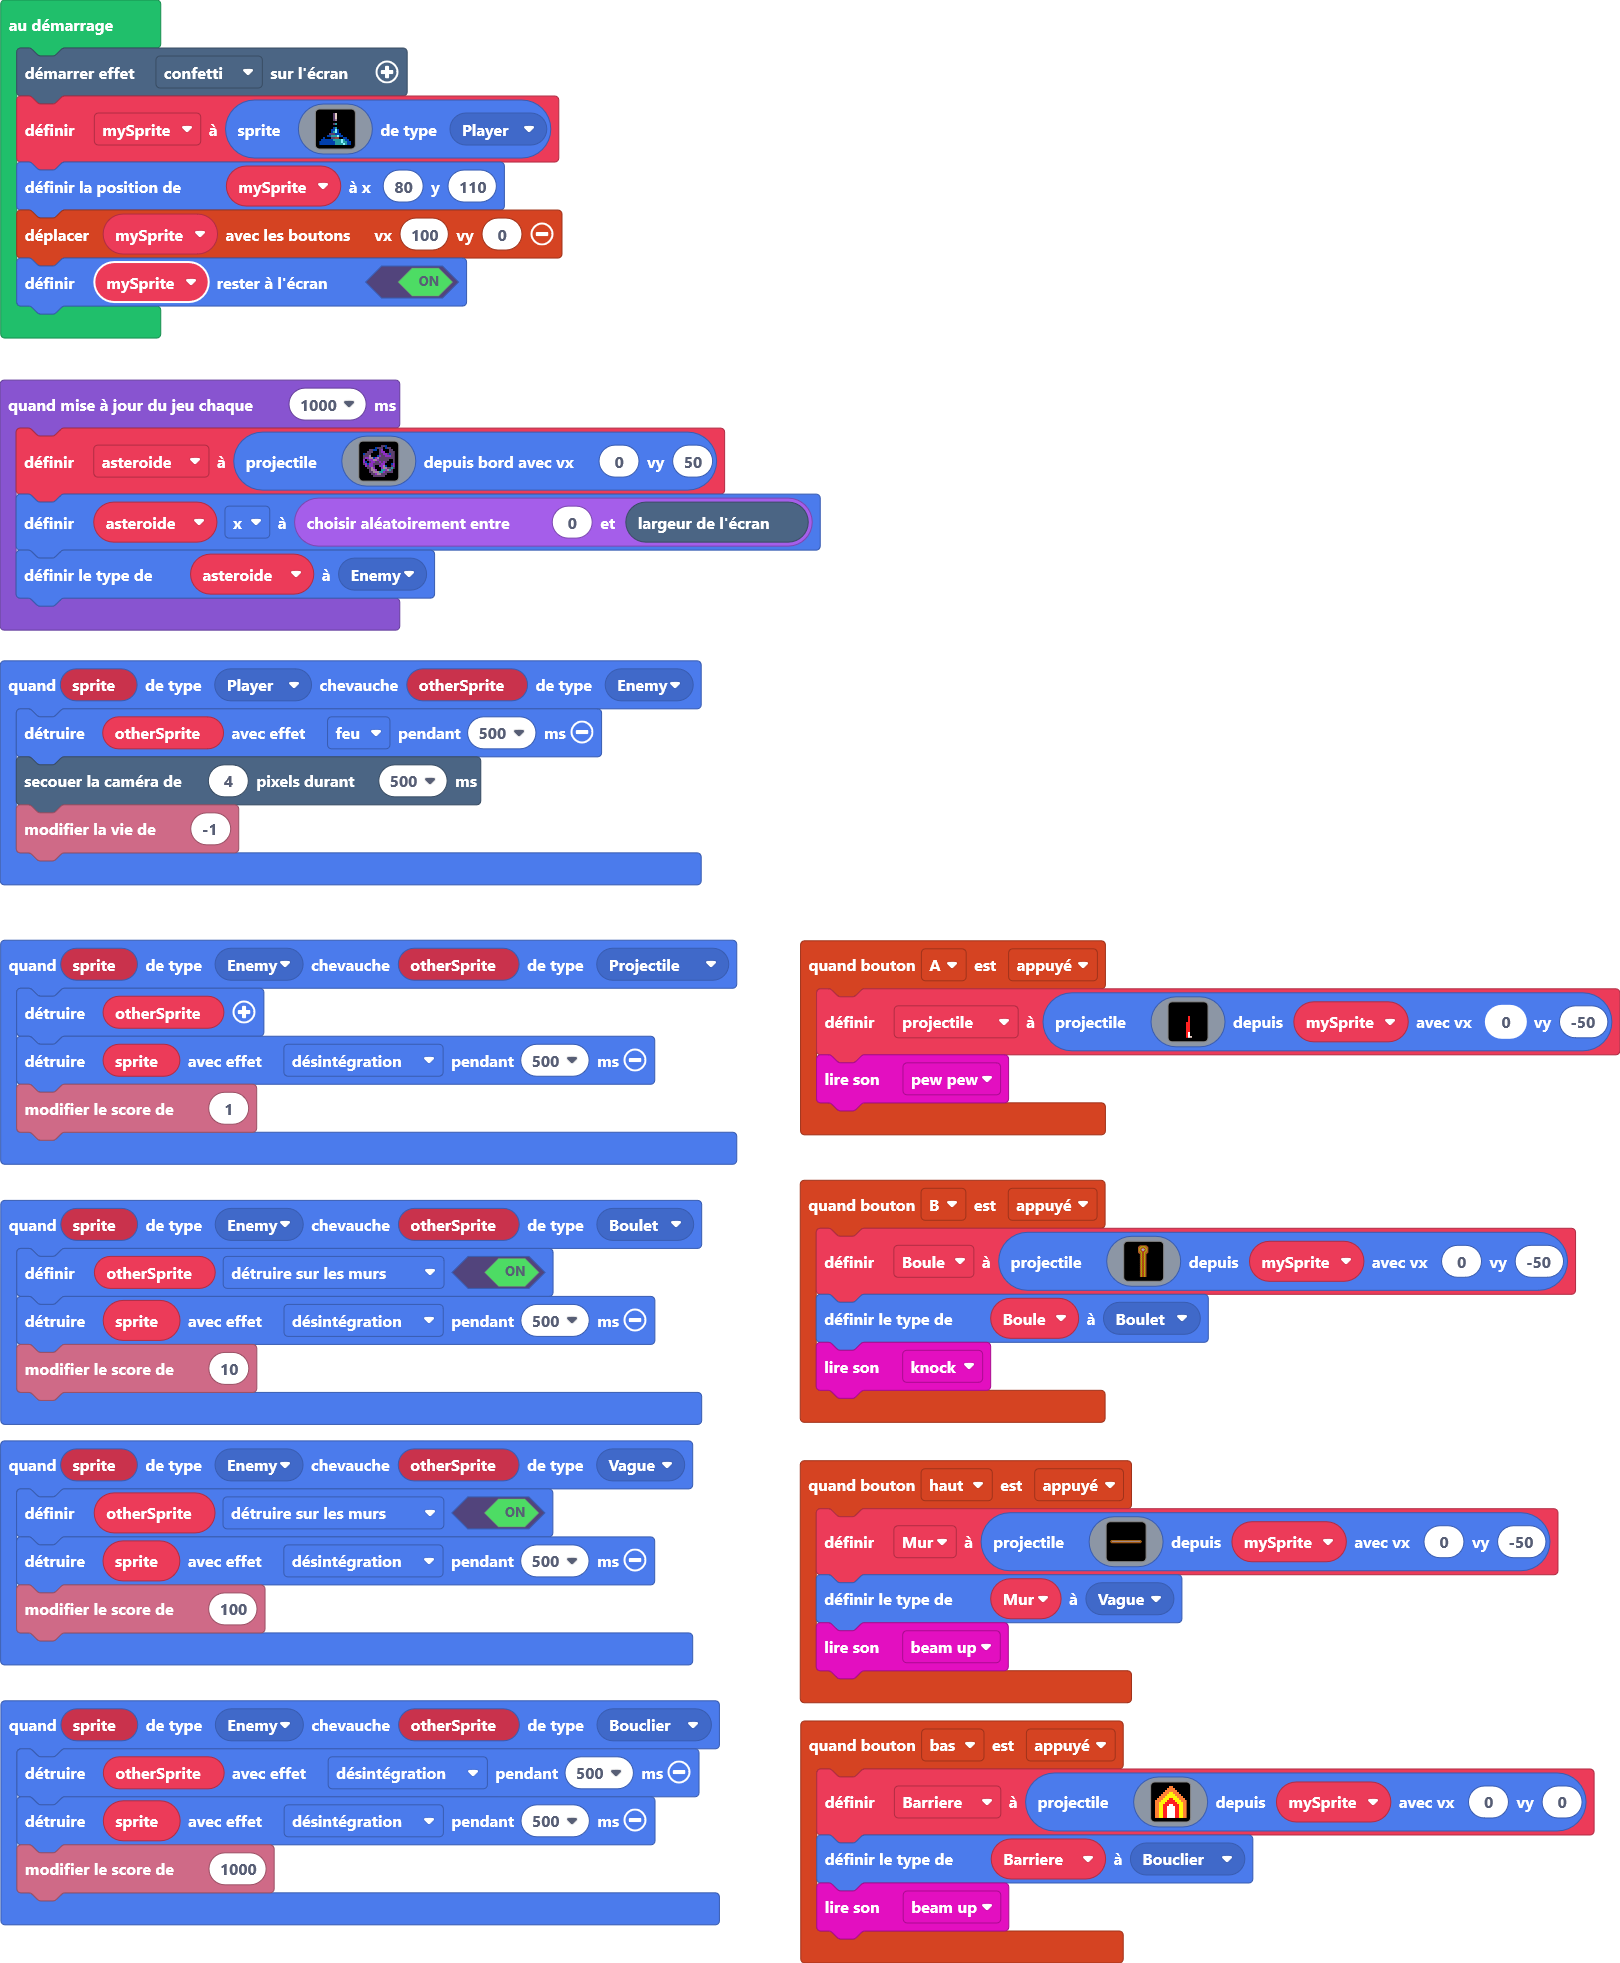 au démarrage
démarrer effet confetti sur l'écran
définir mySprite à sprite de type Player
définir la position de mySprite à x 80 y 110
déplacer mySprite avec les boutons vx 100 vy 0
définir mySprite rester à l'écran ON
quand mise à jour du jeu chaque 1000 ms
définir asteroide à projectile depuis bord avec vx 0 vy 50
définir asteroide x à choisir aléatoirement entre 0 et largeur de l'écran
définir le type de asteroide à Enemy
quand sprite de type Player chevauche otherSprite de type Enemy
détruire otherSprite avec effet feu pendant 500 ms
secouer la caméra de 4 pixels durant 500 ms
modifier la vie de -1
quand sprite de type Enemy chevauche otherSprite de type Projectile
détruire otherSprite
détruire sprite avec effet désintégration pendant 500 ms
modifier le score de 1
quand sprite de type Enemy chevauche otherSprite de type Boulet
définir otherSprite détruire sur les murs ON
détruire sprite avec effet désintégration pendant 500 ms
modifier le score de 10
quand sprite de type Enemy chevauche otherSprite de type Vague
définir otherSprite détruire sur les murs ON
détruire sprite avec effet désintégration pendant 500 ms
modifier le score de 100
quand sprite de type Enemy chevauche otherSprite de type Bouclier
détruire otherSprite avec effet désintégration pendant 500 ms
détruire sprite avec effet désintégration pendant 500 ms
modifier le score de 1000
quand bouton A est appuyé
définir projectile à projectile depuis mySprite avec vx 0 vy -50
lire son pew pew
quand bouton B est appuyé
définir Boule à projectile depuis mySprite avec vx 0 vy -50
définir le type de Boule à Boulet
lire son knock
quand bouton haut est appuyé
définir Mur à projectile depuis mySprite avec vx 0 vy -50
définir le type de Mur à Vague
lire son beam up
quand bouton bas est appuyé
définir Barriere à projectile depuis mySprite avec vx 0 vy 0
définir le type de Barriere à Bouclier
lire son beam up